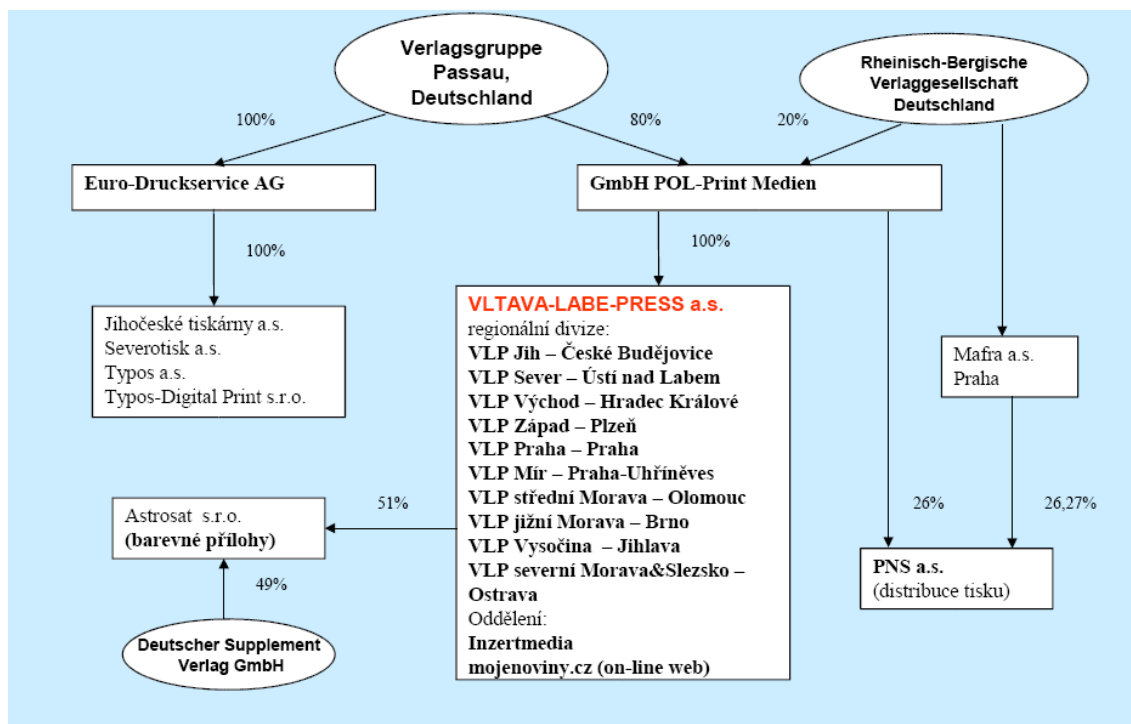 Verlagsgruppe
Passau,
Deutschland
Rheinisch-Bergische
Verlaggesellschaft
Deutschland
100%
80%
20%
Euro-Druckservice AG
GmbH POL-Print Medien
100%
100%
Jihočeské tiskárny a.s.
Severotisk a.s.
Typos a.s.
Typos-Digital Print s.r.o.
VLTAVA-LABE-PRESS a.s.
regionální divize:
VLP Jih – České Budějovice
VLP Sever – Ústí nad Labem
VLP Východ – Hradec Králové
VLP Západ – Plzeň
VLP Praha – Praha
VLP Mír – Praha-Uhříněves
VLP střední Morava – Olomouc
VLP jižní Morava – Brno
VLP Vysočina – Jihlava
VLP severní Morava&Slezsko –
Ostrava
Oddělení:
Inzertmedia
mojenoviny.cz (on-line web)
Mafra a.s.
Praha
51%
26%
26,27%
Astrosat s.r.o.
(barevné přílohy)
49%
Deutscher Supplement
Verlag GmbH
PNS a.s.
(distribuce tisku)